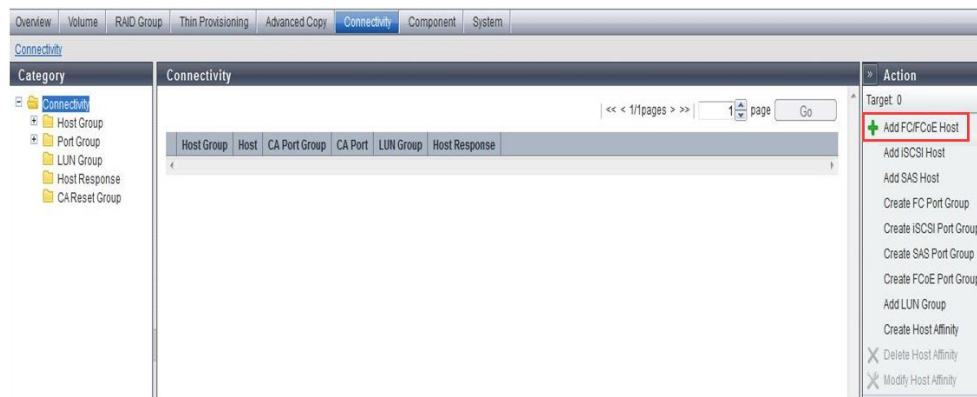 Overview Volume RAID Group Thin Provisioning Advanced Copy Connectivity Component System
Connectivity
Category
Connectivity
Host Group
Port Group
LUN Group
Host Response
CA Reset Group
Connectivity
<< < 1/1pages > >> 1 page Go
Host Group Host CA Port Group CA Port LUN Group Host Response
» Action
Target: 0
Add FC/FCoE Host
Add iSCSI Host
Add SAS Host
Create FC Port Group
Create iSCSI Port Group
Create SAS Port Group
Create FCoE Port Group
Add LUN Group
Create Host Affinity
Delete Host Affinity
Modify Host Affinity